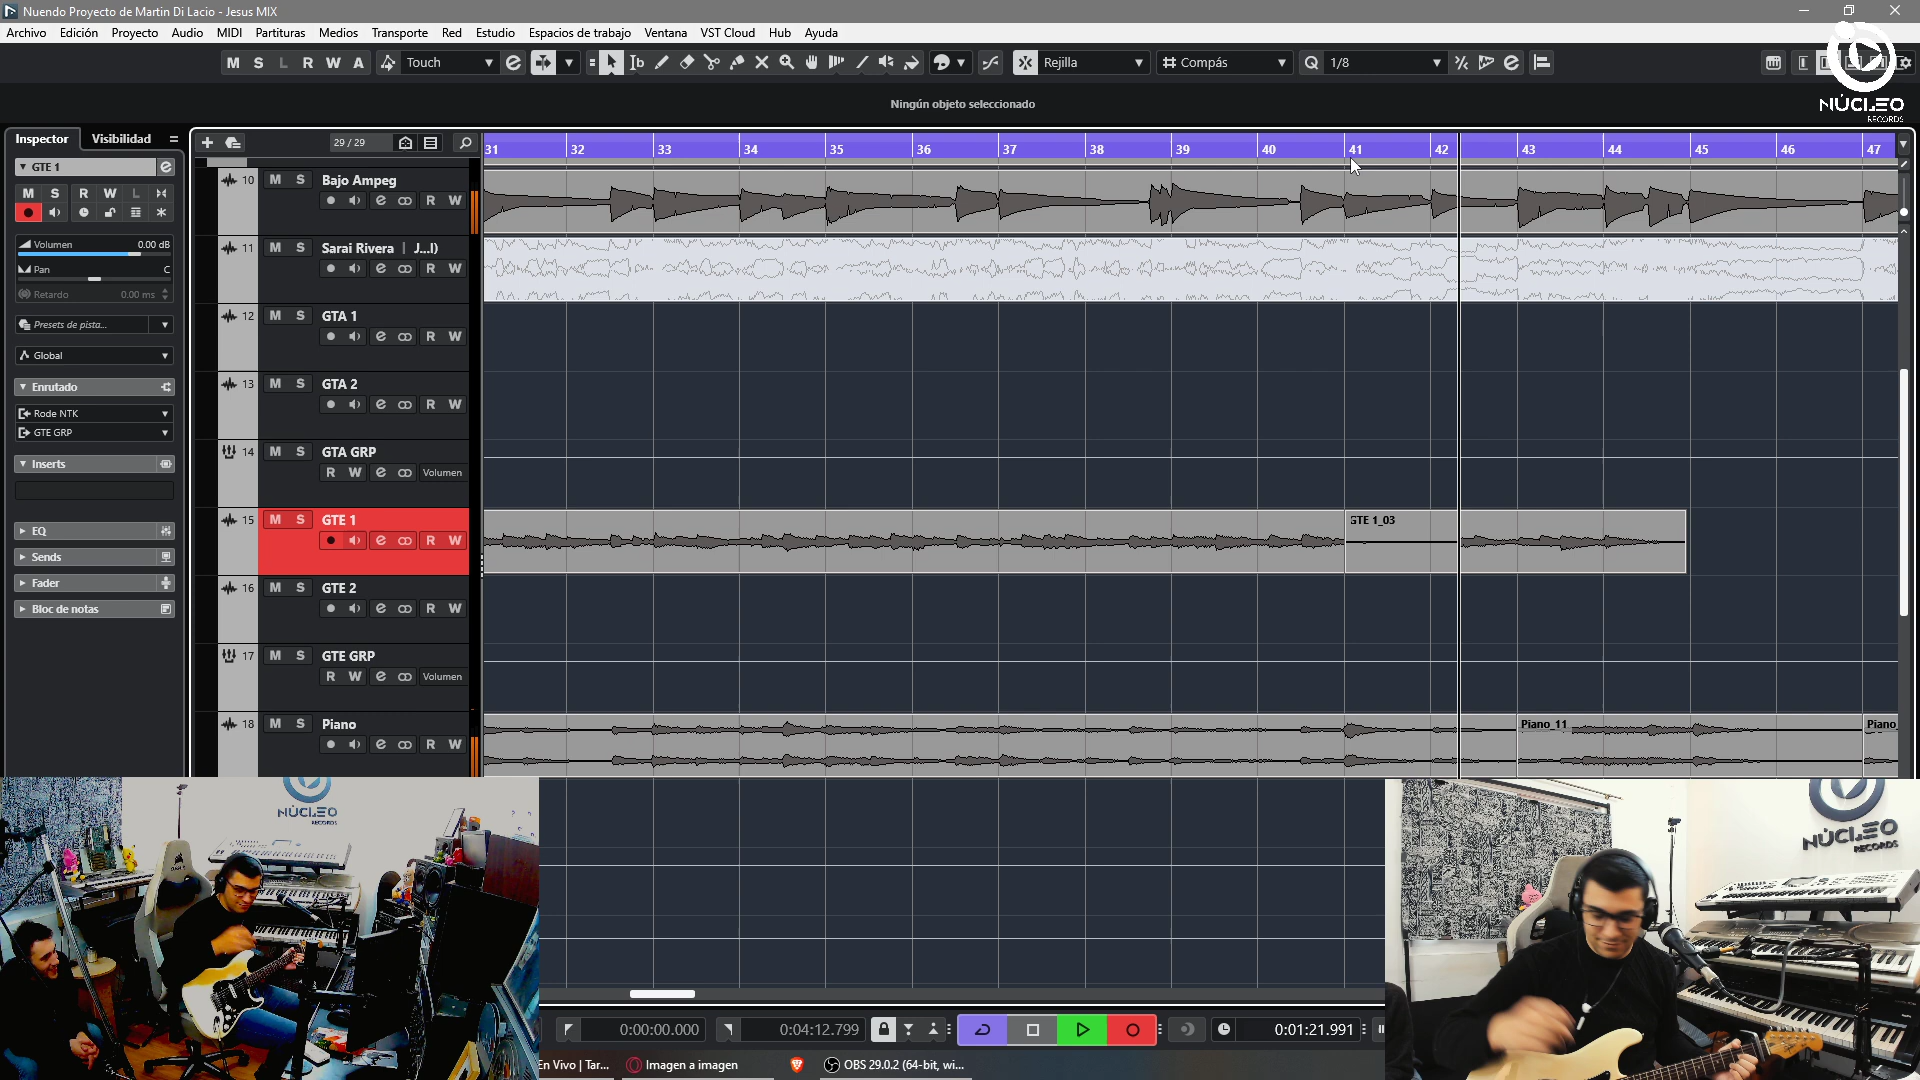 Nuendo Proyecto de Martin Di Lacio - Jesus MIX
Archivo Edición Proyecto Audio MIDI Partituras Medios Transporte Red Estudio Espacios de trabajo Ventana VST Cloud Hub Ayuda
M S L R W A Touch Rejilla Compás Q 1/8
NÚCLEO
RECORDS
Ningún objeto seleccionado
Inspector Visibilidad 29 / 29
31 32 33 34 35 36 37 38 39 40 41 42 43 44 45 46 47
GTE 1
M S R W L
Volumen 0.00 dB
Pan C
Retardo 0.00 ms
Presets de pista...
Global
Enrutado
Rode NTK
GTE GRP
Inserts
EQ
Sends
Fader
Bloc de notas
10 M S Bajo Ampeg
R W
11 M S Sarai Rivera | J...l)
R W
12 M S GTA 1
R W
13 M S GTA 2
R W
14 M S GTA GRP
R W Volumen
15 M S GTE 1
R W
GTE 1_03
16 M S GTE 2
R W
17 M S GTE GRP
R W Volumen
18 M S Piano
R W
Piano_11 Piano
NÚCLEO
RECORDS
NÚCLEO
RECORDS
0:00:00.000 0:04:12.799 0:01:21.991
En Vivo | Tar... Imagen a imagen OBS 29.0.2 (64-bit, wi...